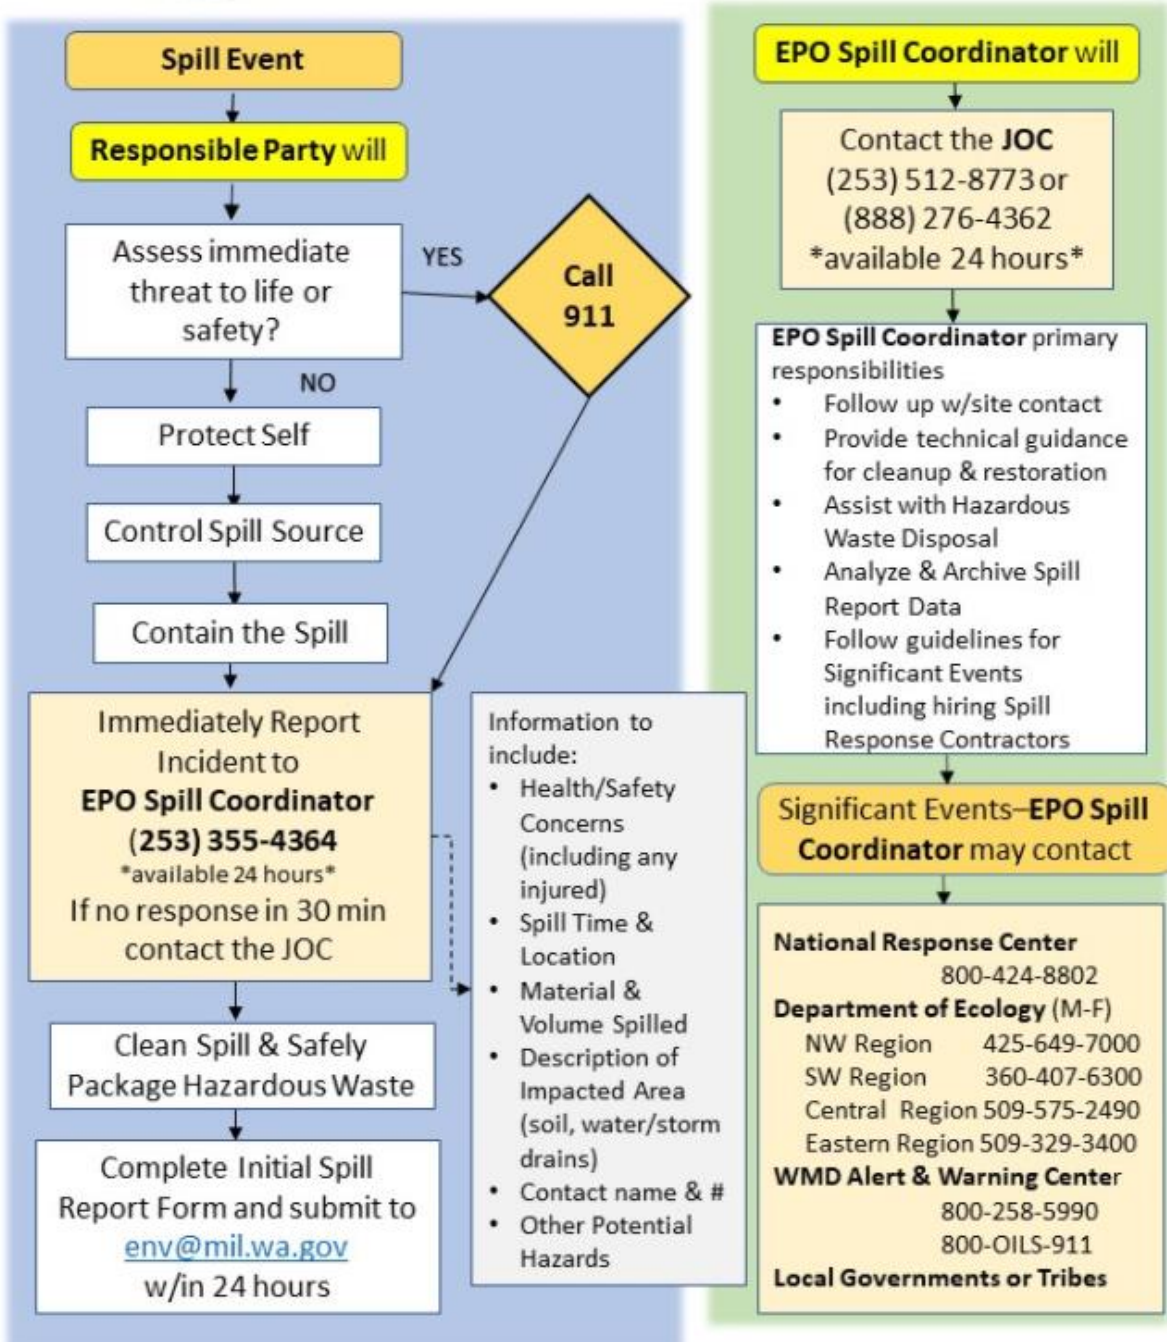 Spill Event
Responsible Party will
Assess immediate
threat to life or
safety?
YES
Call
911
NO
Protect Self
Control Spill Source
Contain the Spill
Immediately Report
Incident to
EPO Spill Coordinator
(253) 355-4364
*available 24 hours*
If no response in 30 min
contact the JOC
Information to
include:
• Health/Safety
Concerns
(including any
injured)
• Spill Time &
Location
• Material &
Volume Spilled
• Description of
Impacted Area
(soil, water/storm
drains)
• Contact name & #
• Other Potential
Hazards
Clean Spill & Safely
Package Hazardous Waste
Complete Initial Spill
Report Form and submit to
env@mil.wa.gov
w/in 24 hours
EPO Spill Coordinator will
Contact the JOC
(253) 512-8773 or
(888) 276-4362
*available 24 hours*
EPO Spill Coordinator primary
responsibilities
• Follow up w/site contact
• Provide technical guidance
for cleanup & restoration
• Assist with Hazardous
Waste Disposal
• Analyze & Archive Spill
Report Data
• Follow guidelines for
Significant Events
including hiring Spill
Response Contractors
Significant Events–EPO Spill
Coordinator may contact
National Response Center
800-424-8802
Department of Ecology (M-F)
NW Region 425-649-7000
SW Region 360-407-6300
Central Region 509-575-2490
Eastern Region 509-329-3400
WMD Alert & Warning Center
800-258-5990
800-OILS-911
Local Governments or Tribes